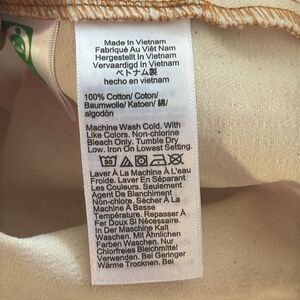 Made In Vietnam
Fabriqué Au Viêt Nam
Hergestellt In Vietnam
Vervaardigd In Vietnam
ベトナム製
hecho en vietnam
100% Cotton/ Coton/
Baumwolle/ Katoen/ 綿/
algodón
Machine Wash Cold. With
Like Colors. Non-chlorine
Bleach Only. Tumble Dry
Low. Iron On Lowest Setting.
Laver À La Machine À L'eau
Froide. Laver En Séparant
Les Couleurs. Seulement
Agent De Blanchiment
Non-chlore. Sécher À La
Machine À Basse
Température. Repasser À
Fer Doux Si Nécessaire.
In Der Maschine Kalt
Waschen, Mit Ähnlichen
Farben Waschen, Nur
Chlorfreies Bleichmittel
Verwenden. Bei Geringer
Wärme Trocknen. Bei